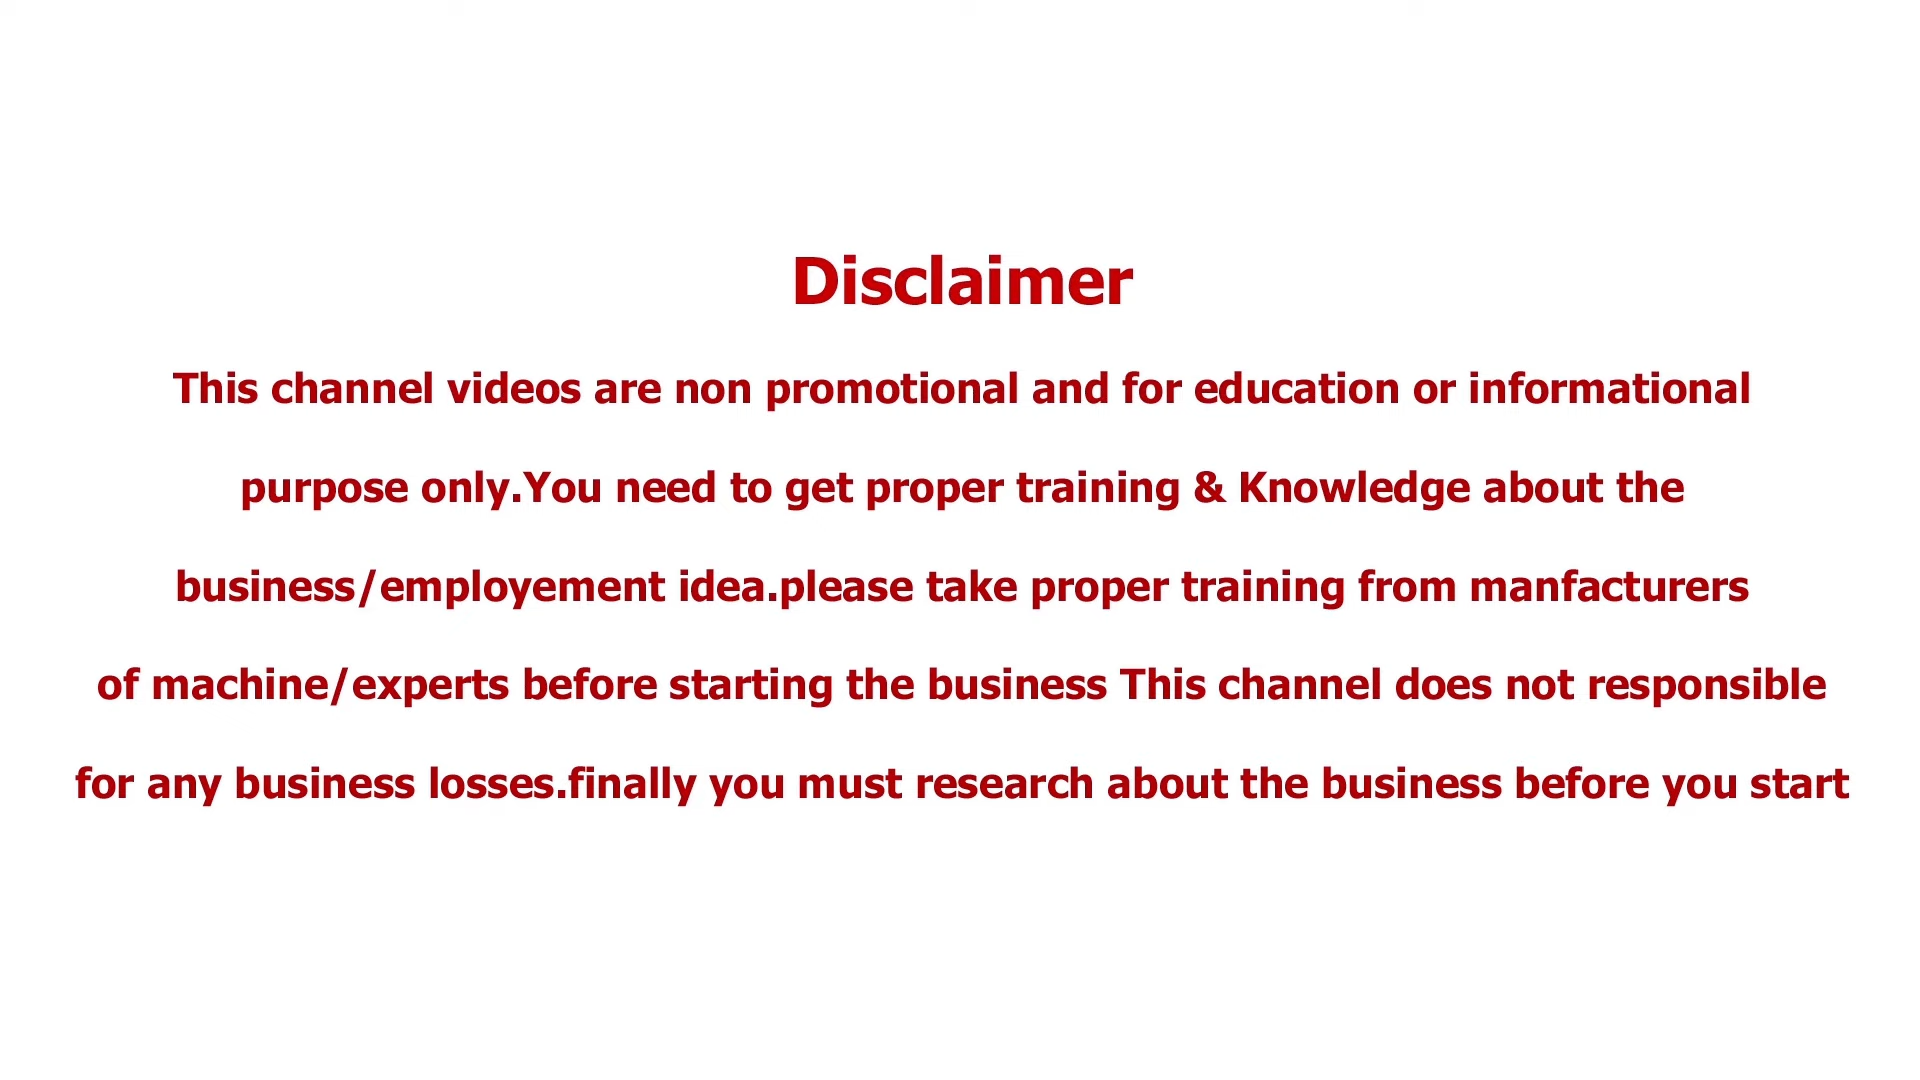 Disclaimer
This channel videos are non promotional and for education or informational
purpose only.You need to get proper training & Knowledge about the
business/employement idea.please take proper training from manfacturers
of machine/experts before starting the business This channel does not responsible
for any business losses.finally you must research about the business before you start